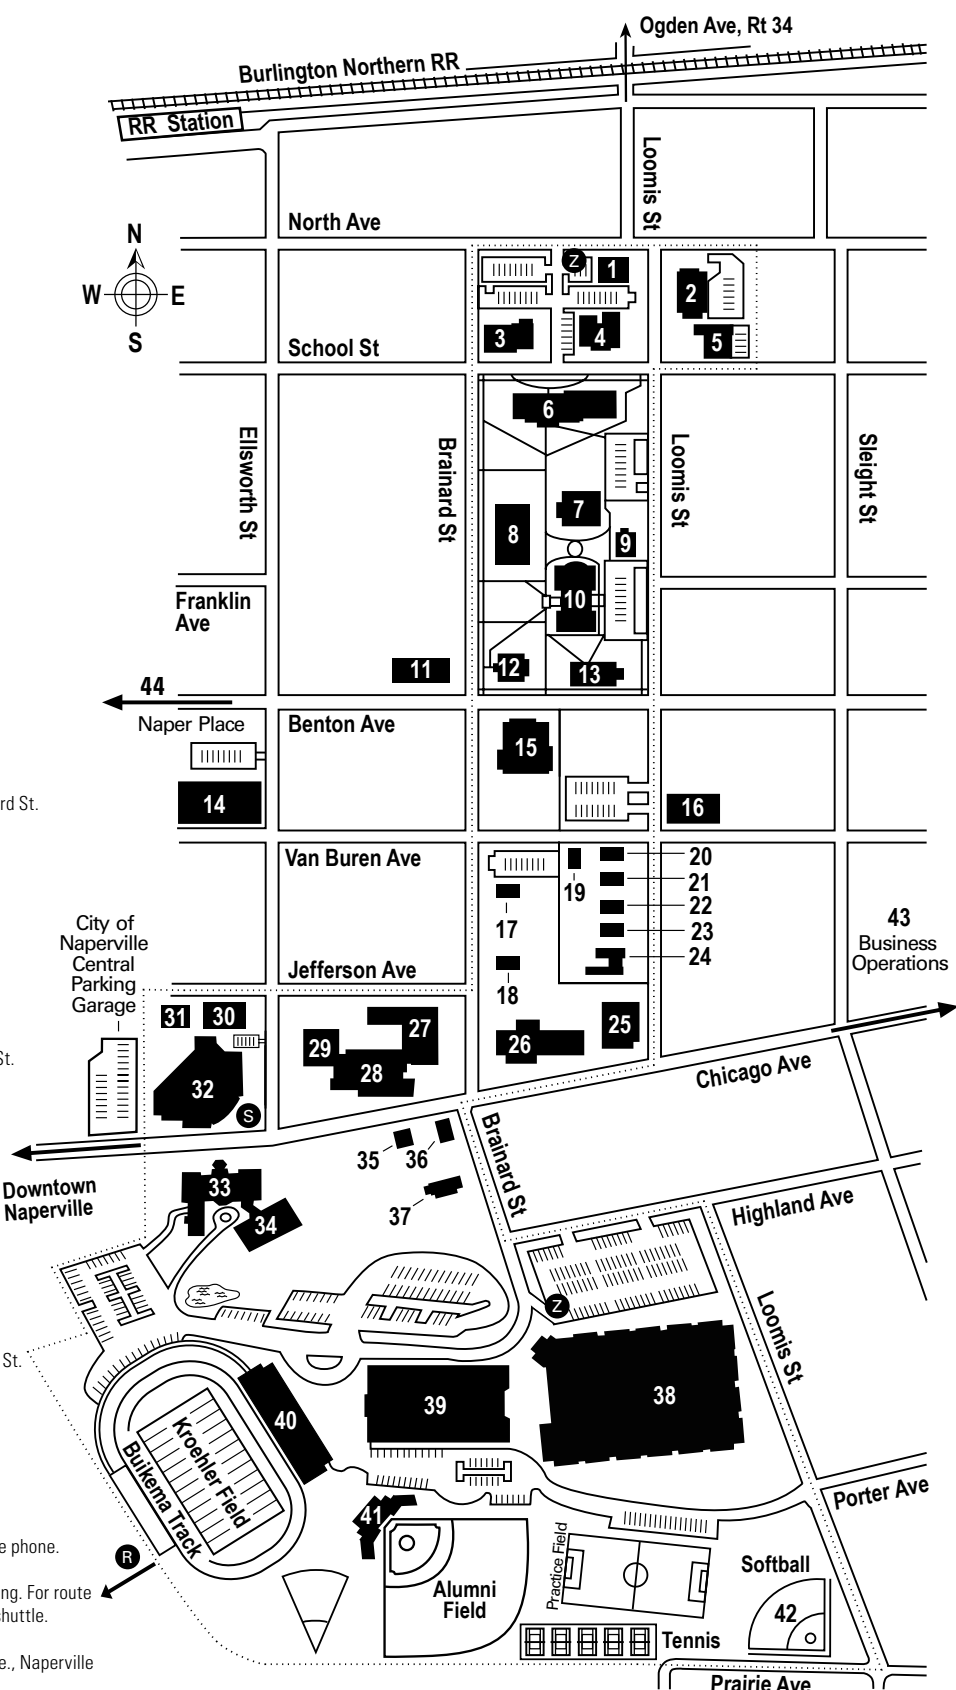 Ogden Ave, Rt 34
Burlington Northern RR
RR Station
Loomis St
North Ave
N
W E
S
Z
1
2
3
4
5
School St
6
Ellsworth St
Brainard St
Loomis St
Sleight St
7
8
9
10
Franklin
Ave
11
12
13
44
Naper Place
Benton Ave
15
14
16
rd St.
Van Buren Ave
19
20
21
22
23
24
17
18
43
Business
Operations
City of
Naperville
Central
Parking
Garage
Jefferson Ave
31
30
27
29
28
26
25
St.
32
S
Chicago Ave
35
36
37
Brainard St
Downtown
Naperville
33
34
Highland Ave
Z
Loomis St
St.
38
39
40
Kroehler Field
Buikema Track
Porter Ave
41
R
e phone.
ng. For route
shuttle.
e., Naperville
Practice Field
Alumni
Field
Softball
42
Tennis
Prairie Ave